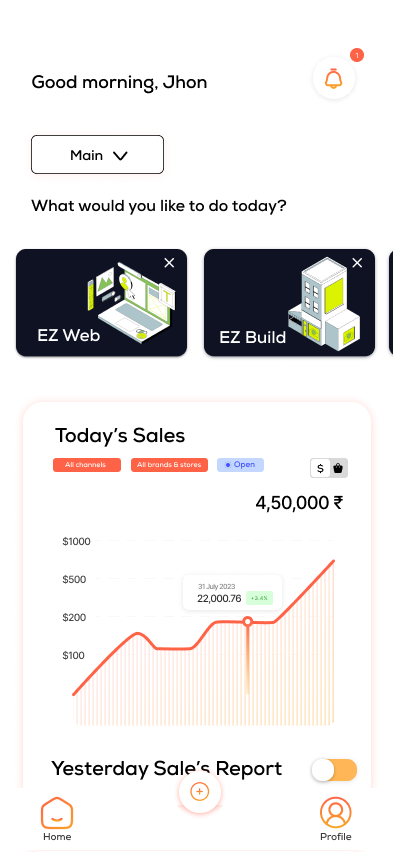 1
Good morning, Jhon
Main
What would you like to do today?
EZ Web
EZ Build
Today's Sales
All channels
All brands & stores
Open
$
4,50,000 ₹
$1000
$500
31 July 2023
22,000.76
+3.4%
$200
$100
Yesterday Sale's Report
Home
Profile